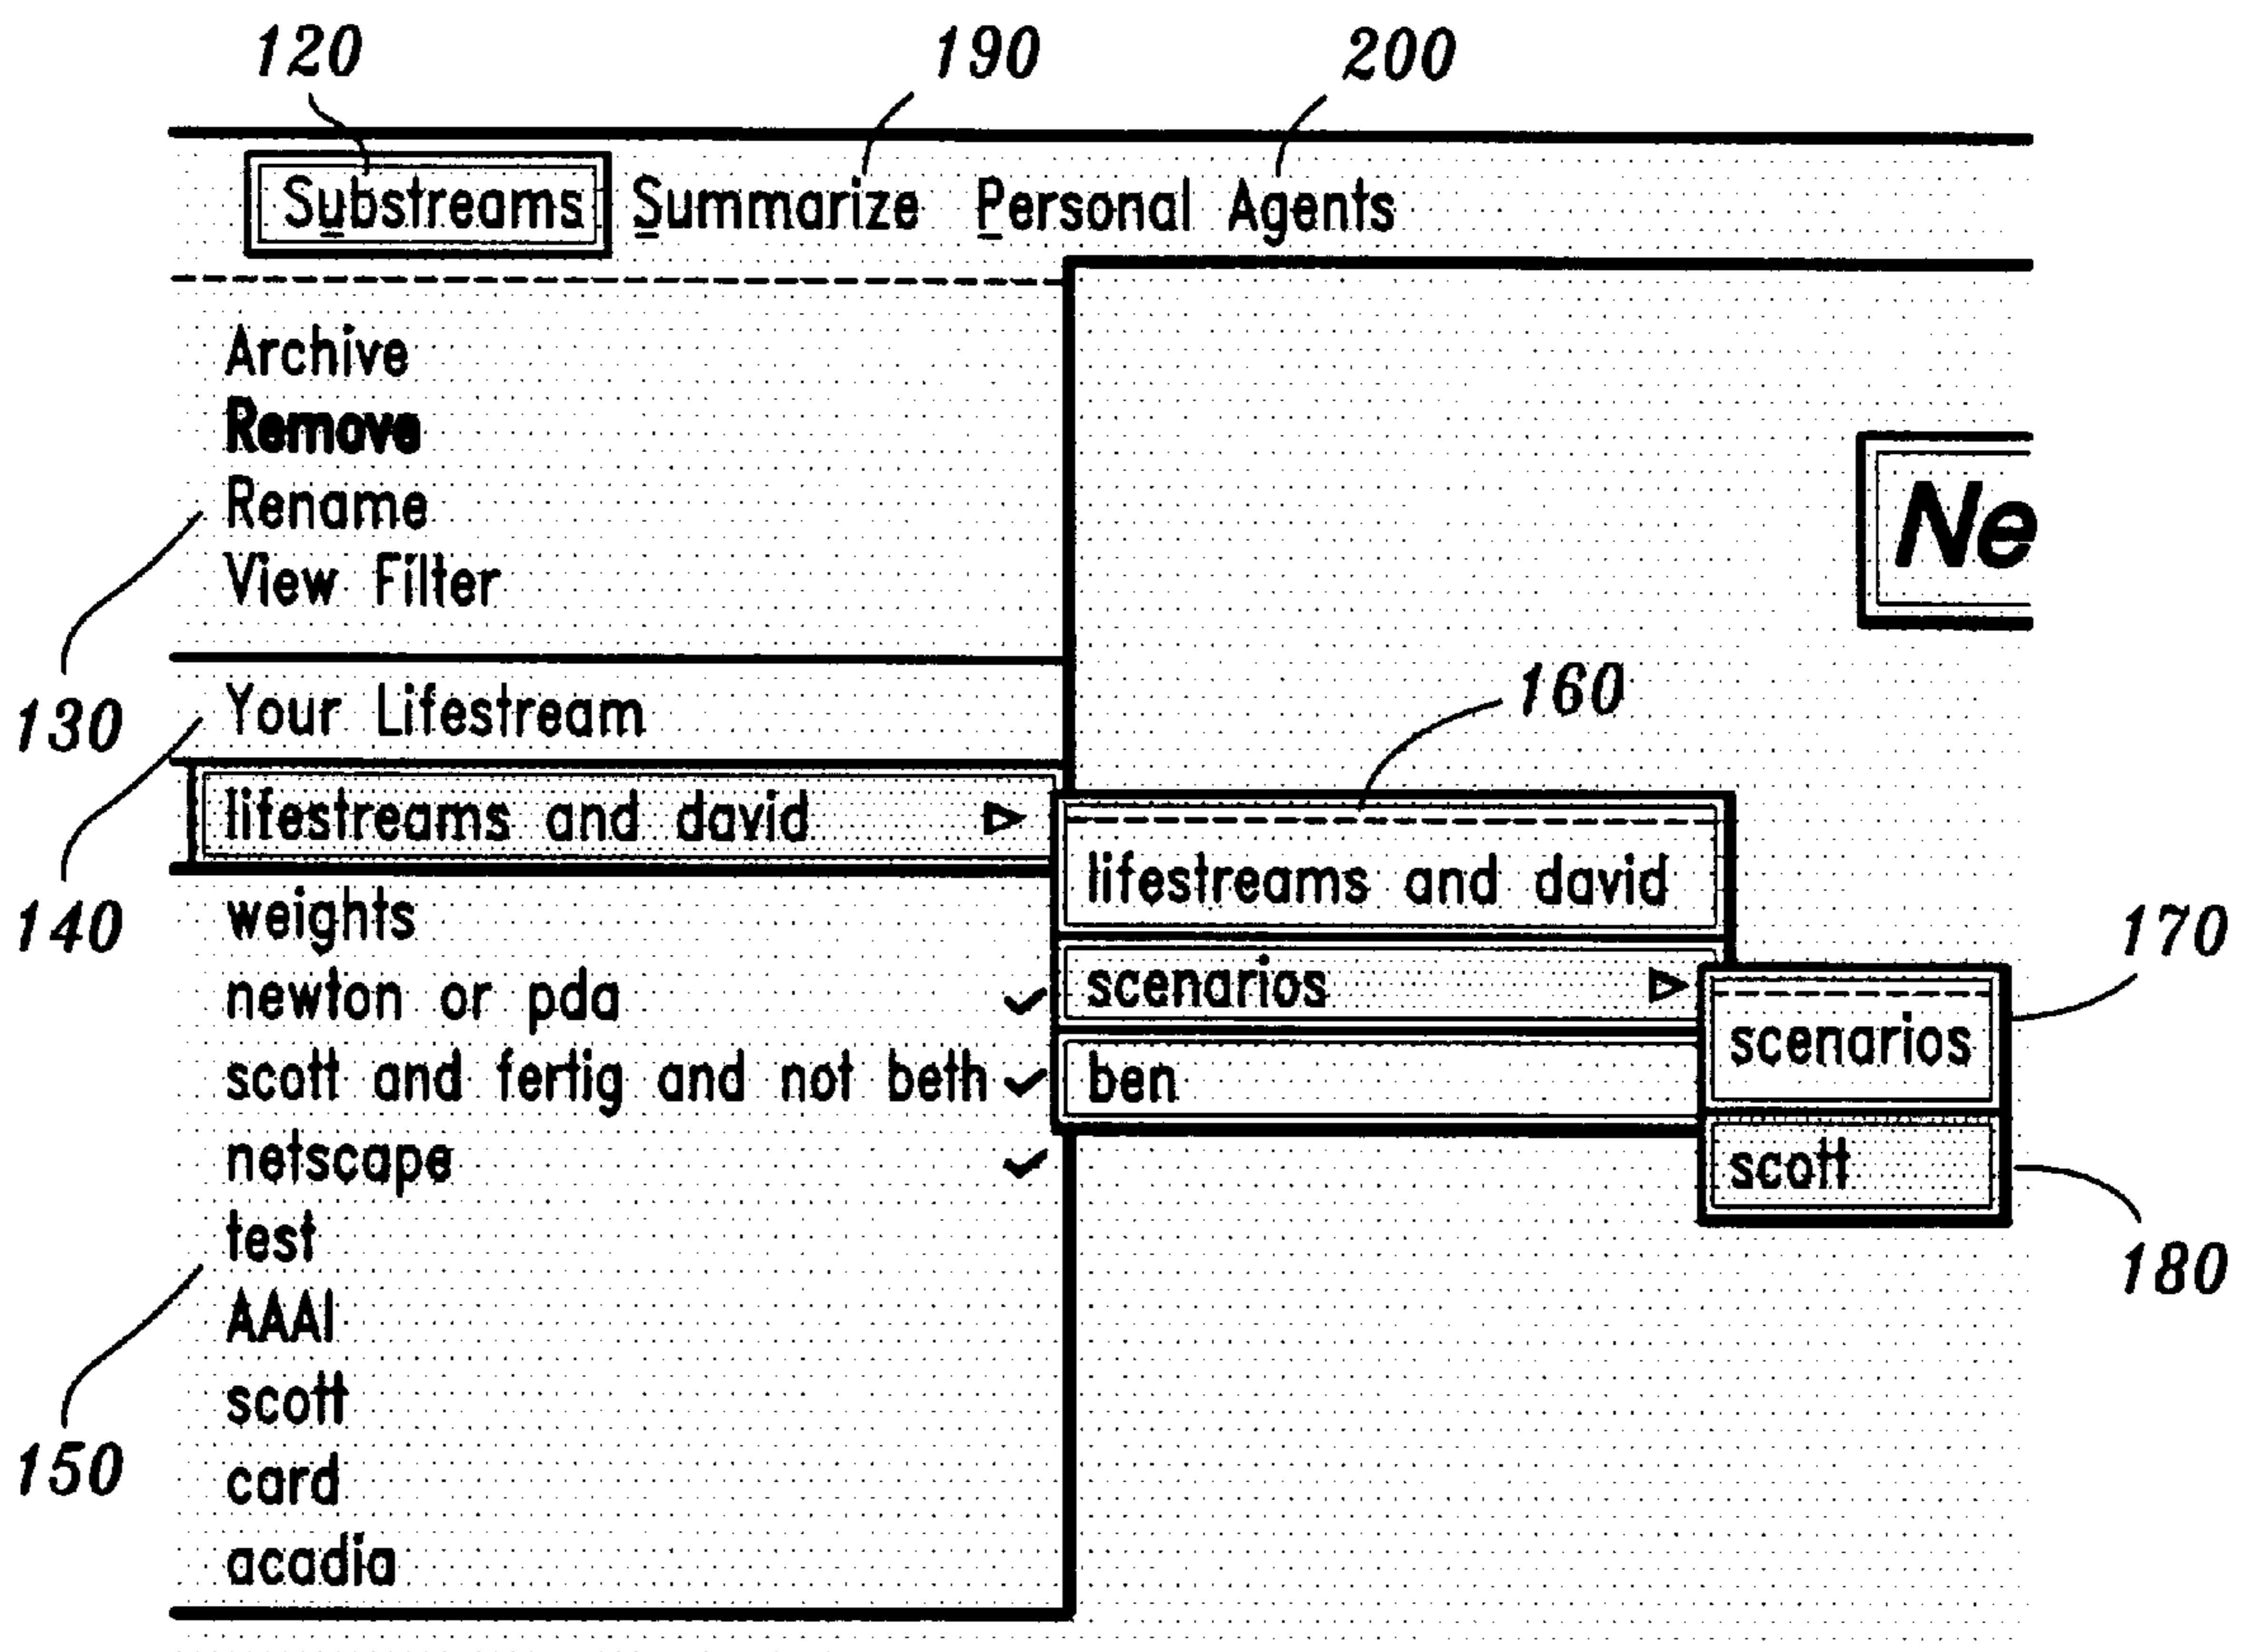 120 190 200
Substreams Summarize Personal Agents
Archive
Remove
Rename
View Filter
Ne
130
Your Lifestream
160
140
lifestreams and david
lifestreams and david
weights
170
newton or pda
scenarios
scenarios
scott and fertig and not beth
ben
netscape
scott
180
test
150
AAAI
scott
card
acadia